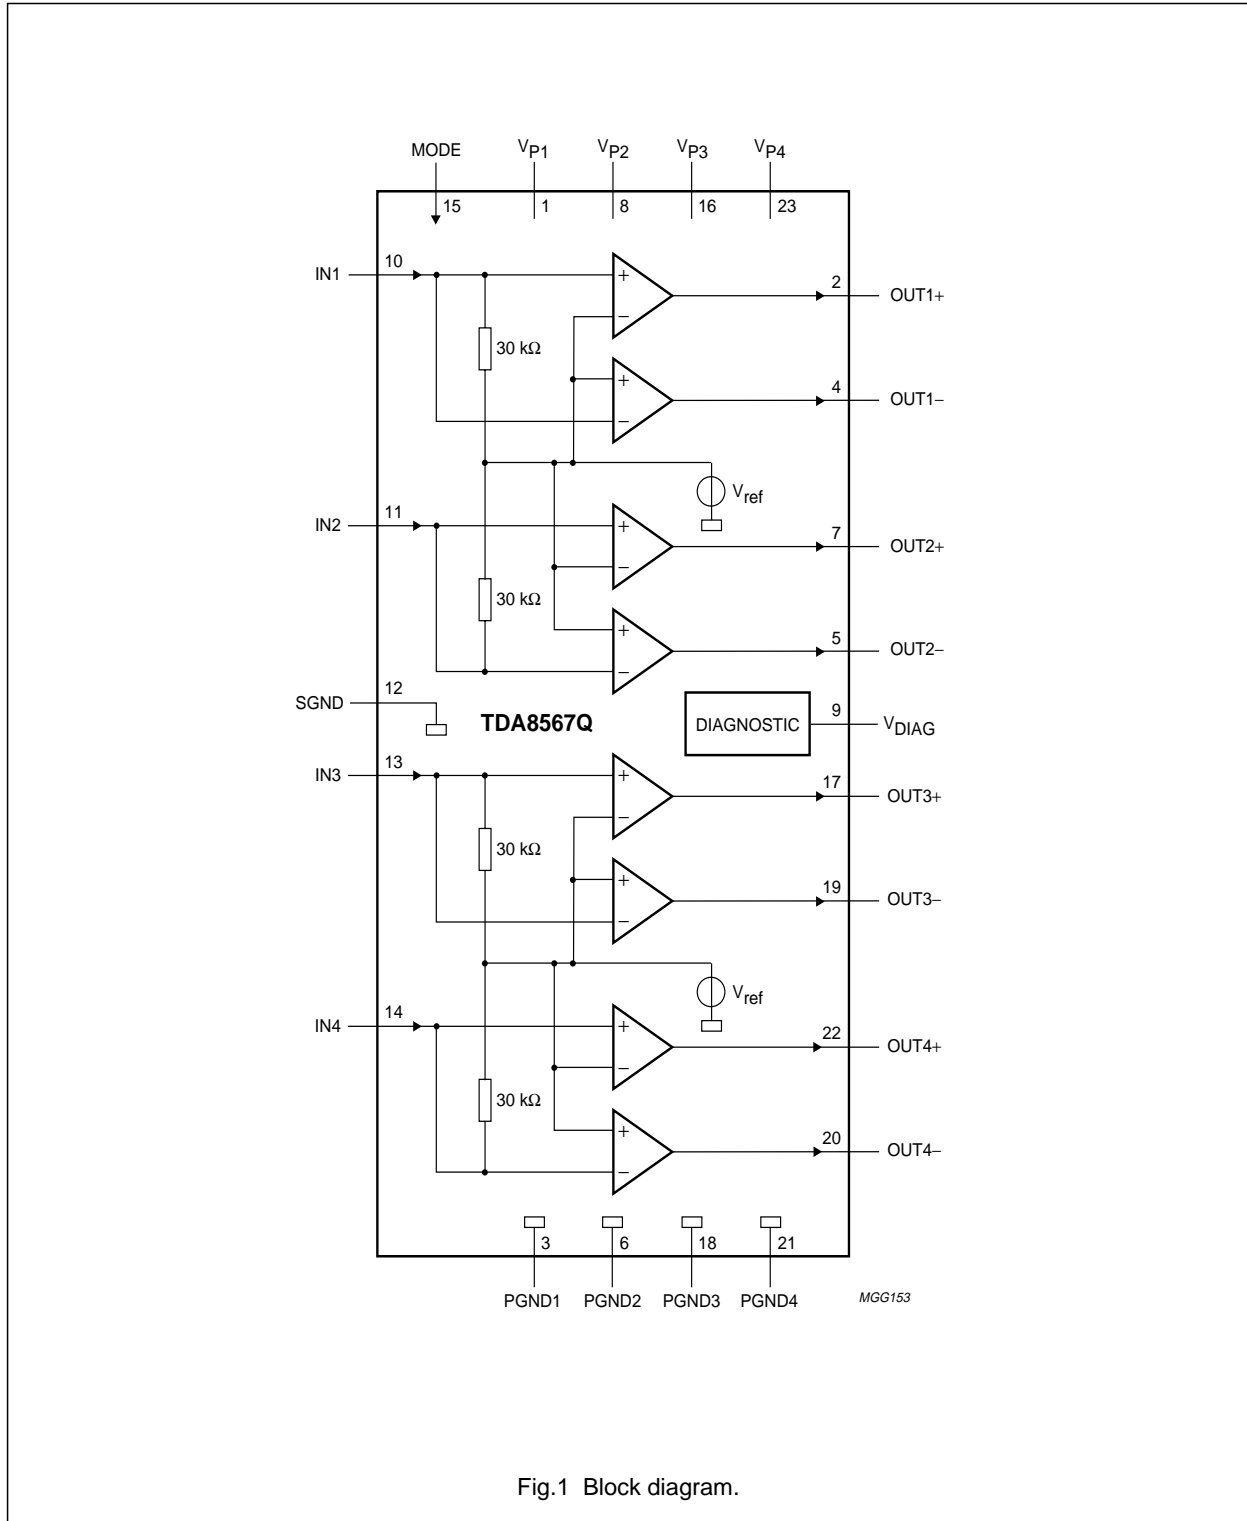 MODE VP1 VP2 VP3 VP4
15 1 8 16 23
IN1 10 + 2 OUT1+
−
30 kΩ
+ 4 OUT1−
−
Vref
IN2 11 + 7 OUT2+
−
30 kΩ
+ 5 OUT2−
−
SGND 12
TDA8567Q DIAGNOSTIC 9 VDIAG
IN3 13 + 17 OUT3+
−
30 kΩ
+ 19 OUT3−
−
Vref
IN4 14 + 22 OUT4+
−
30 kΩ
+ 20 OUT4−
−
3 6 18 21
PGND1 PGND2 PGND3 PGND4 MGG153
Fig.1 Block diagram.